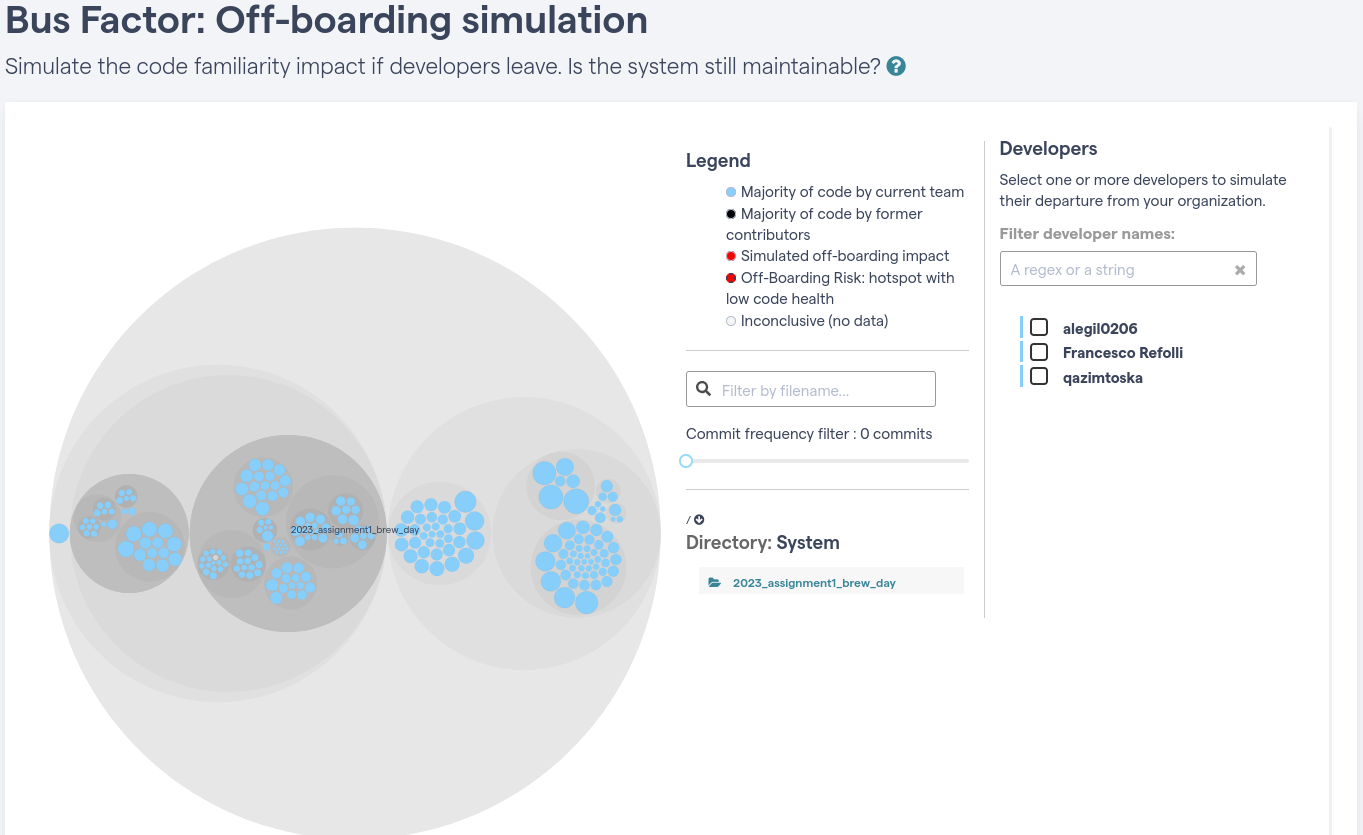 Bus Factor: Off-boarding simulation
Simulate the code familiarity impact if developers leave. Is the system still maintainable? ?
2023_assignment1_brew_day
Legend
Majority of code by current team
Majority of code by former
contributors
Simulated off-boarding impact
Off-Boarding Risk: hotspot with
low code health
Inconclusive (no data)
Filter by filename...
Commit frequency filter : 0 commits
/
Directory: System
2023_assignment1_brew_day
Developers
Select one or more developers to simulate
their departure from your organization.
Filter developer names:
A regex or a string
alegil0206
Francesco Refolli
qazimtoska